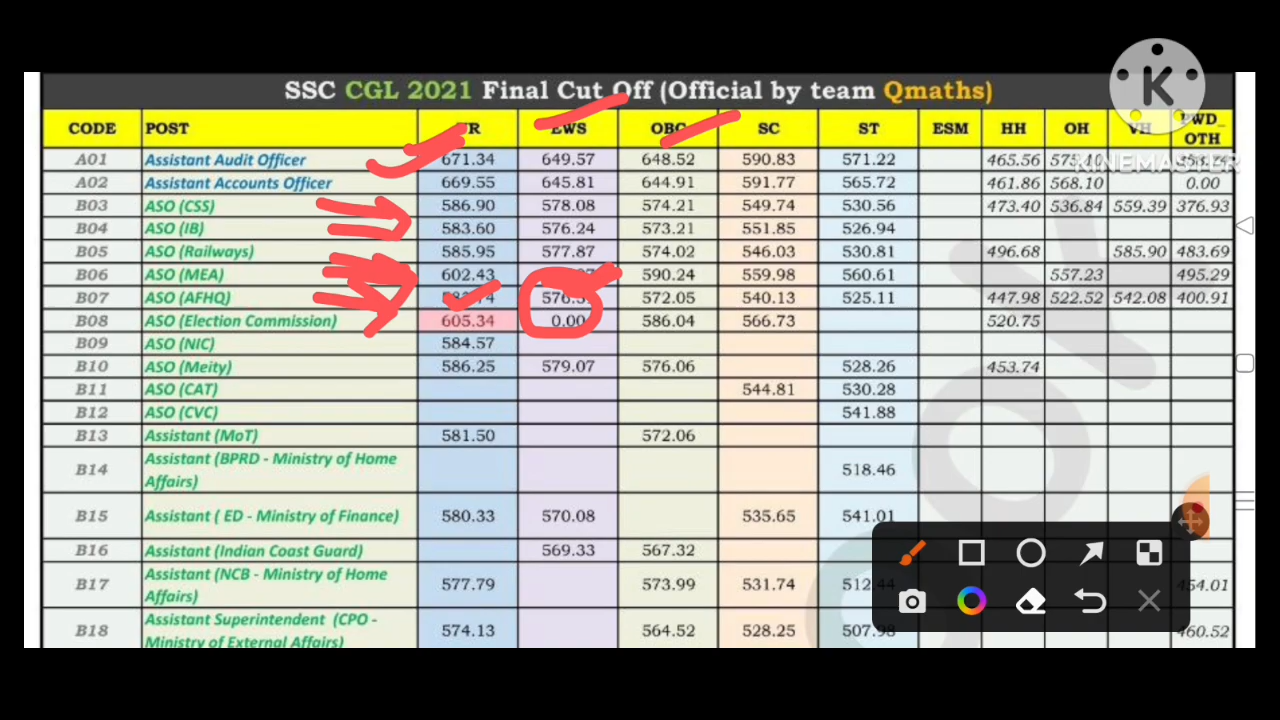 SSC CGL 2021 Final Cut Off (Official by team Qmaths)
K
KINEMASTER
CODE POST EWS OBC SC ST ESM HH OH VH PWD_OTH
A01 Assistant Audit Officer 671.34 649.57 648.52 590.83 571.22 465.56
A02 Assistant Accounts Officer 669.55 645.81 644.91 591.77 565.72 461.86 568.10 0.00
B03 ASO (CSS) 586.90 578.08 574.21 549.74 530.56 473.40 536.84 559.39 376.93
B04 ASO (IB) 583.60 576.24 573.21 551.85 526.94
B05 ASO (Railways) 585.95 577.87 574.02 546.03 530.81 496.68 585.90 483.69
B06 ASO (MEA) 602.43 590.24 559.98 560.61 557.23 495.29
B07 ASO (AFHQ) 572.05 540.13 525.11 447.98 522.52 542.08 400.91
B08 ASO (Election Commission) 605.34 0.00 586.04 566.73 520.75
B09 ASO (NIC) 584.57
B10 ASO (Meity) 586.25 579.07 576.06 528.26 453.74
B11 ASO (CAT) 544.81 530.28
B12 ASO (CVC) 541.88
B13 Assistant (MoT) 581.50 572.06
B14 Assistant (BPRD - Ministry of Home Affairs) 518.46
B15 Assistant ( ED - Ministry of Finance) 580.33 570.08 535.65 541.01
B16 Assistant (Indian Coast Guard) 569.33 567.32
B17 Assistant (NCB - Ministry of Home Affairs) 577.79 573.99 531.74 512.44
B18 Assistant Superintendent (CPO - Ministry of External Affairs) 574.13 564.52 528.25 507.98 460.52